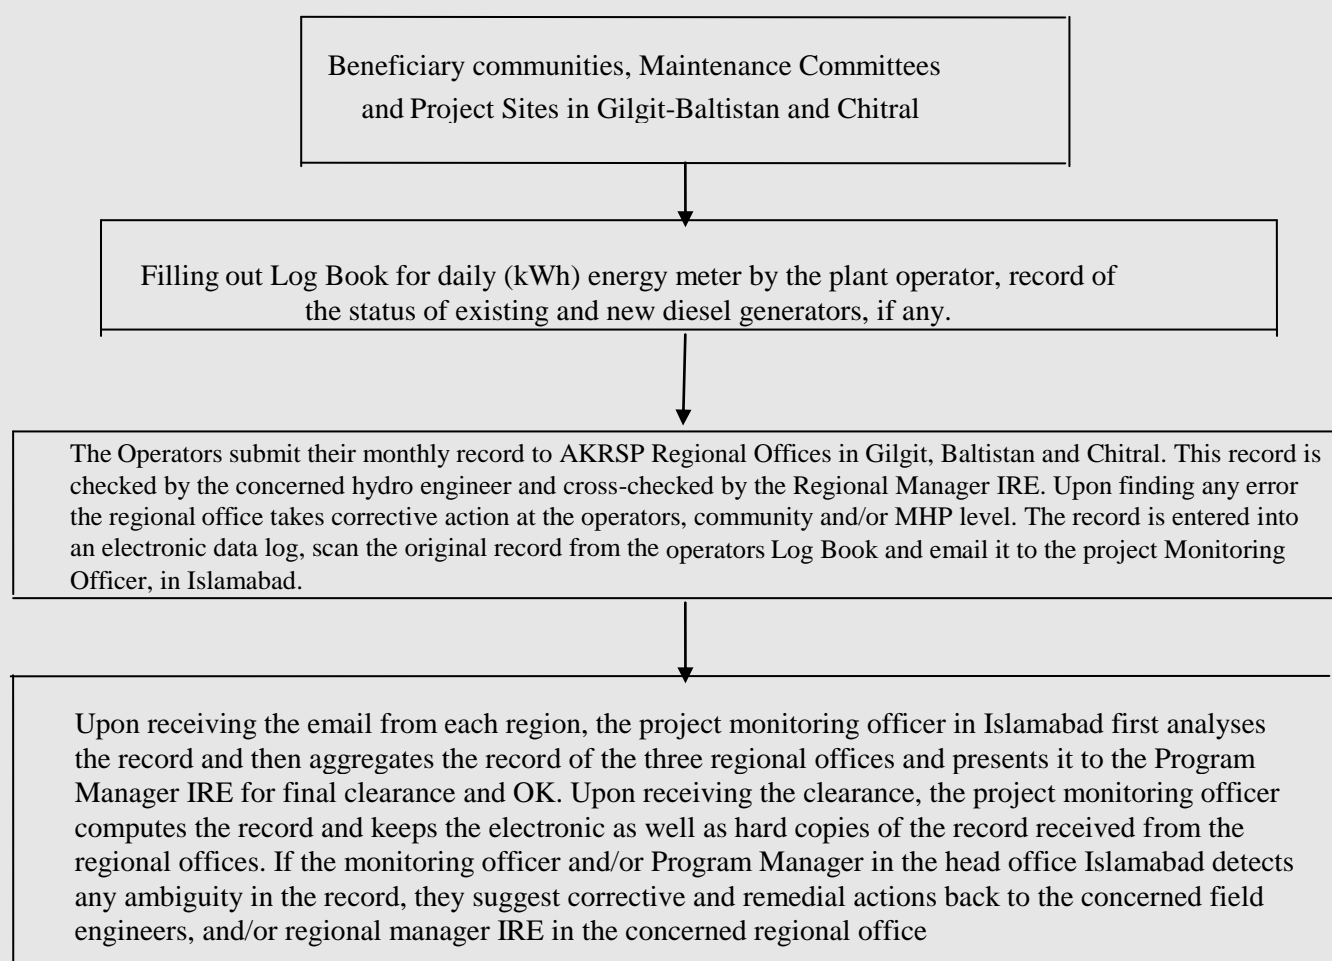 Beneficiary communities, Maintenance Committees
and Project Sites in Gilgit-Baltistan and Chitral
Filling out Log Book for daily (kWh) energy meter by the plant operator, record of
the status of existing and new diesel generators, if any.
The Operators submit their monthly record to AKRSP Regional Offices in Gilgit, Baltistan and Chitral. This record is
checked by the concerned hydro engineer and cross-checked by the Regional Manager IRE. Upon finding any error
the regional office takes corrective action at the operators, community and/or MHP level. The record is entered into
an electronic data log, scan the original record from the operators Log Book and email it to the project Monitoring
Officer, in Islamabad.
Upon receiving the email from each region, the project monitoring officer in Islamabad first analyses
the record and then aggregates the record of the three regional offices and presents it to the Program
Manager IRE for final clearance and OK. Upon receiving the clearance, the project monitoring officer
computes the record and keeps the electronic as well as hard copies of the record received from the
regional offices. If the monitoring officer and/or Program Manager in the head office Islamabad detects
any ambiguity in the record, they suggest corrective and remedial actions back to the concerned field
engineers, and/or regional manager IRE in the concerned regional office